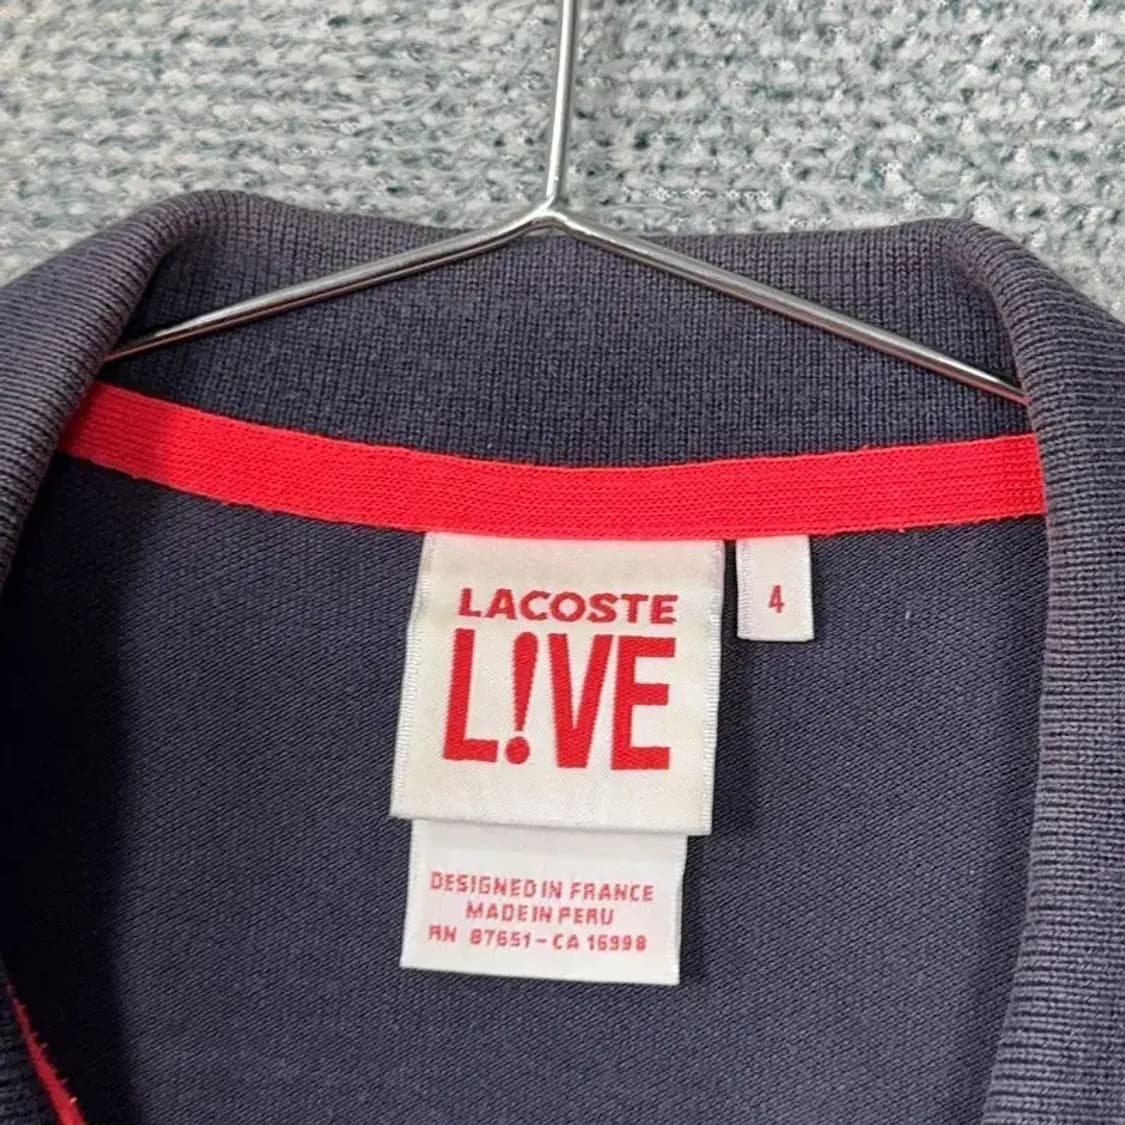 LACOSTE
L!VE
4
DESIGNED IN FRANCE
MADE IN PERU
RN 87651-CA 16998